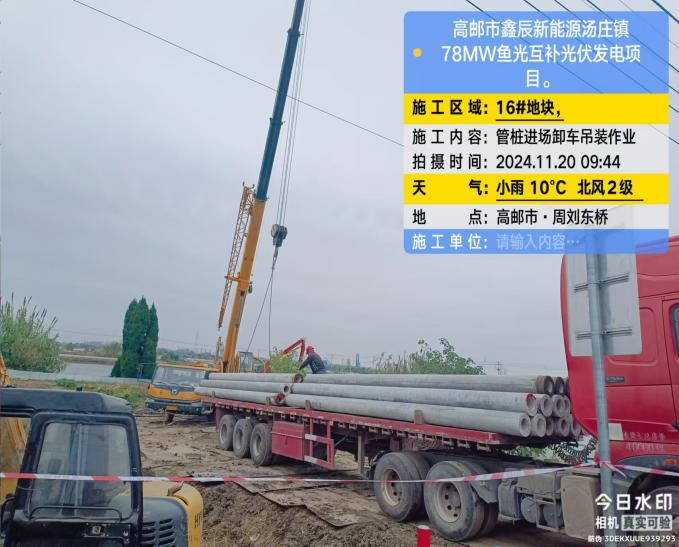 高邮市鑫辰新能源汤庄镇
78MW鱼光互补光伏发电项
目。
施工区域：16#地块，
施工内容：管桩进场卸车吊装作业
拍摄时间：2024.11.20 09:44
天气：小雨 10℃ 北风2级
地点：高邮市·周刘东桥
施工单位：请输入内容…
今日水印
相机 真实可验
防伪 3DEKXUUE939293